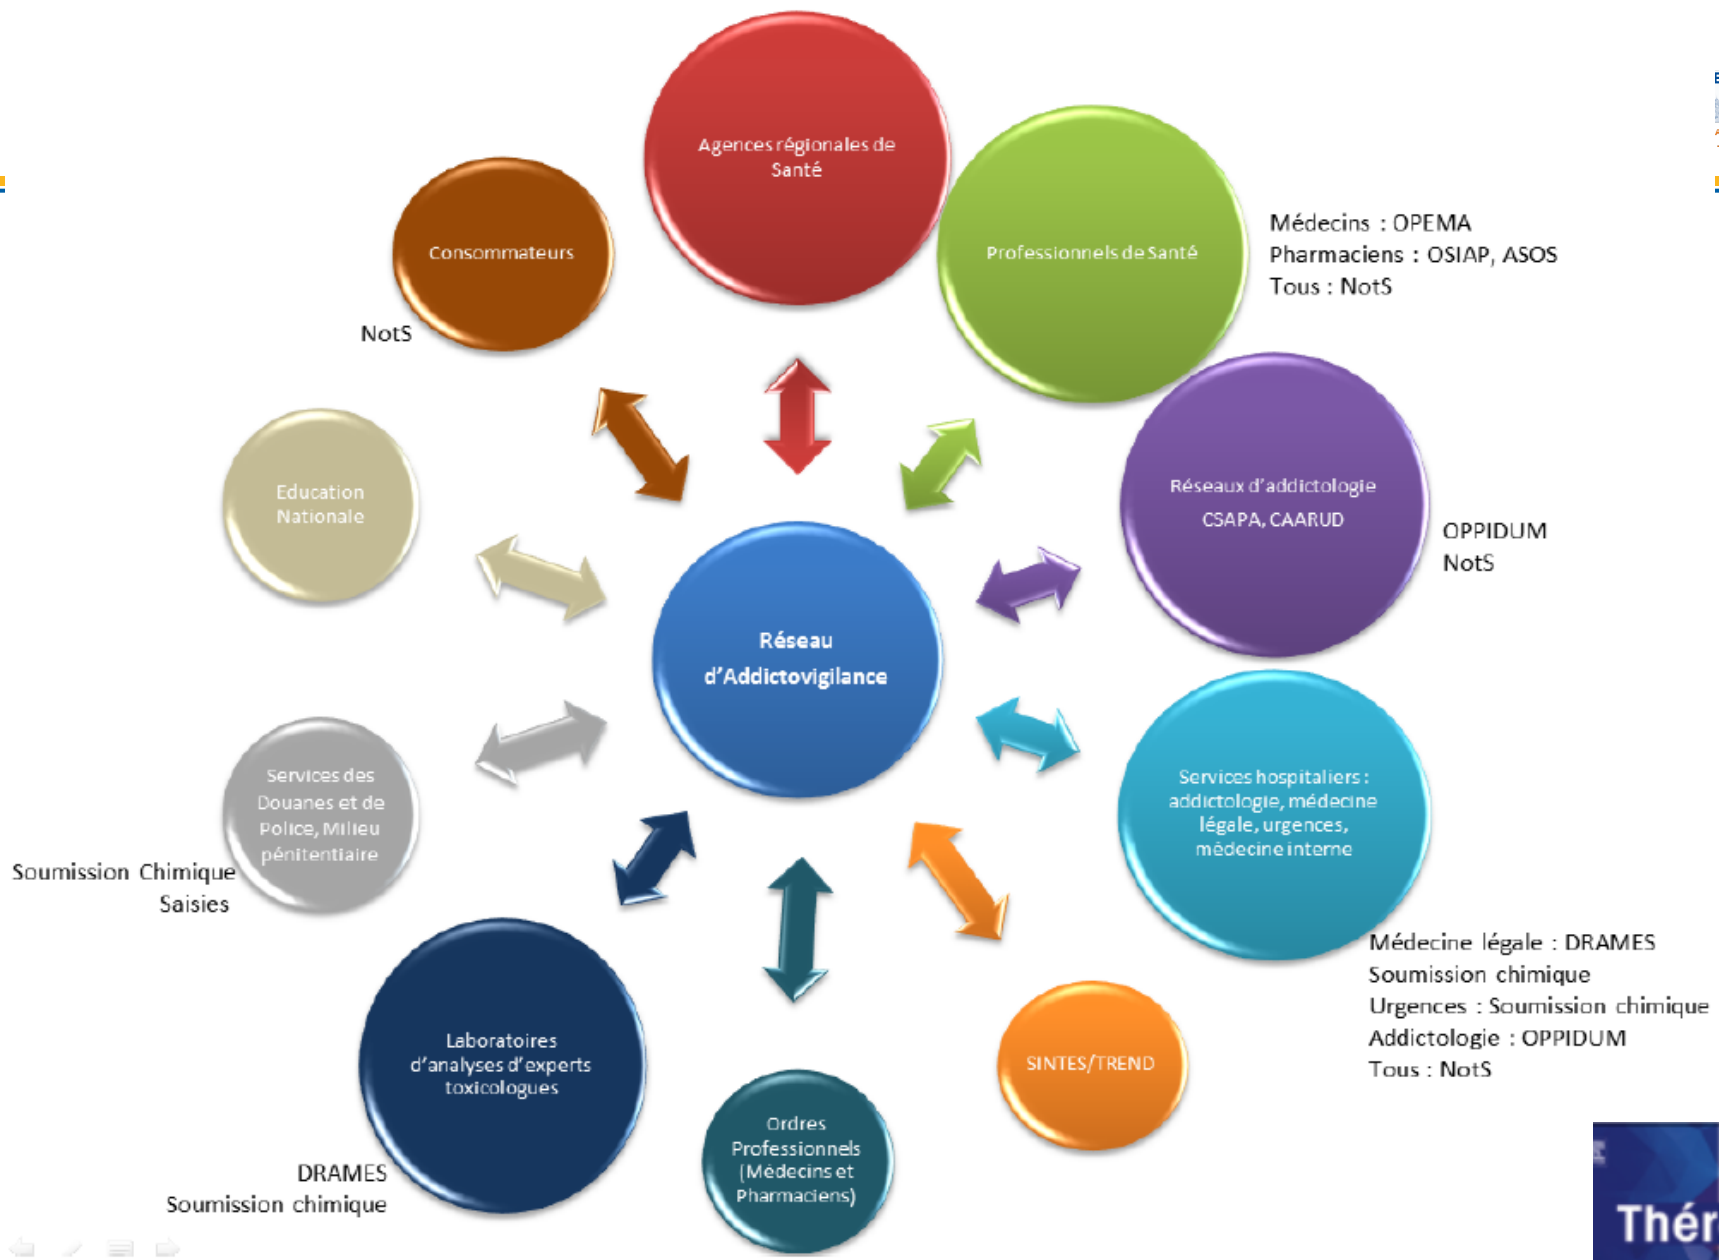 Agences régionales de
Santé
Professionnels de Santé
Médecins : OPEMA
Pharmaciens : OSIAP, ASOS
Tous : NotS
Consommateurs
NotS
Réseaux d'addictologie
CSAPA, CAARUD
OPPIDUM
NotS
Education
Nationale
Réseau
d'Addictovigilance
Services des
Douanes et de
Police, Milieu
pénitentiaire
Soumission Chimique
Saisies
Services hospitaliers :
addictologie, médecine
légale, urgences,
médecine interne
Médecine légale : DRAMES
Soumission chimique
Urgences : Soumission chimique
Addictologie : OPPIDUM
Tous : NotS
Laboratoires
d'analyses d'experts
toxicologues
DRAMES
Soumission chimique
SINTES/TREND
Ordres
Professionnels
(Médecins et
Pharmaciens)
Thér